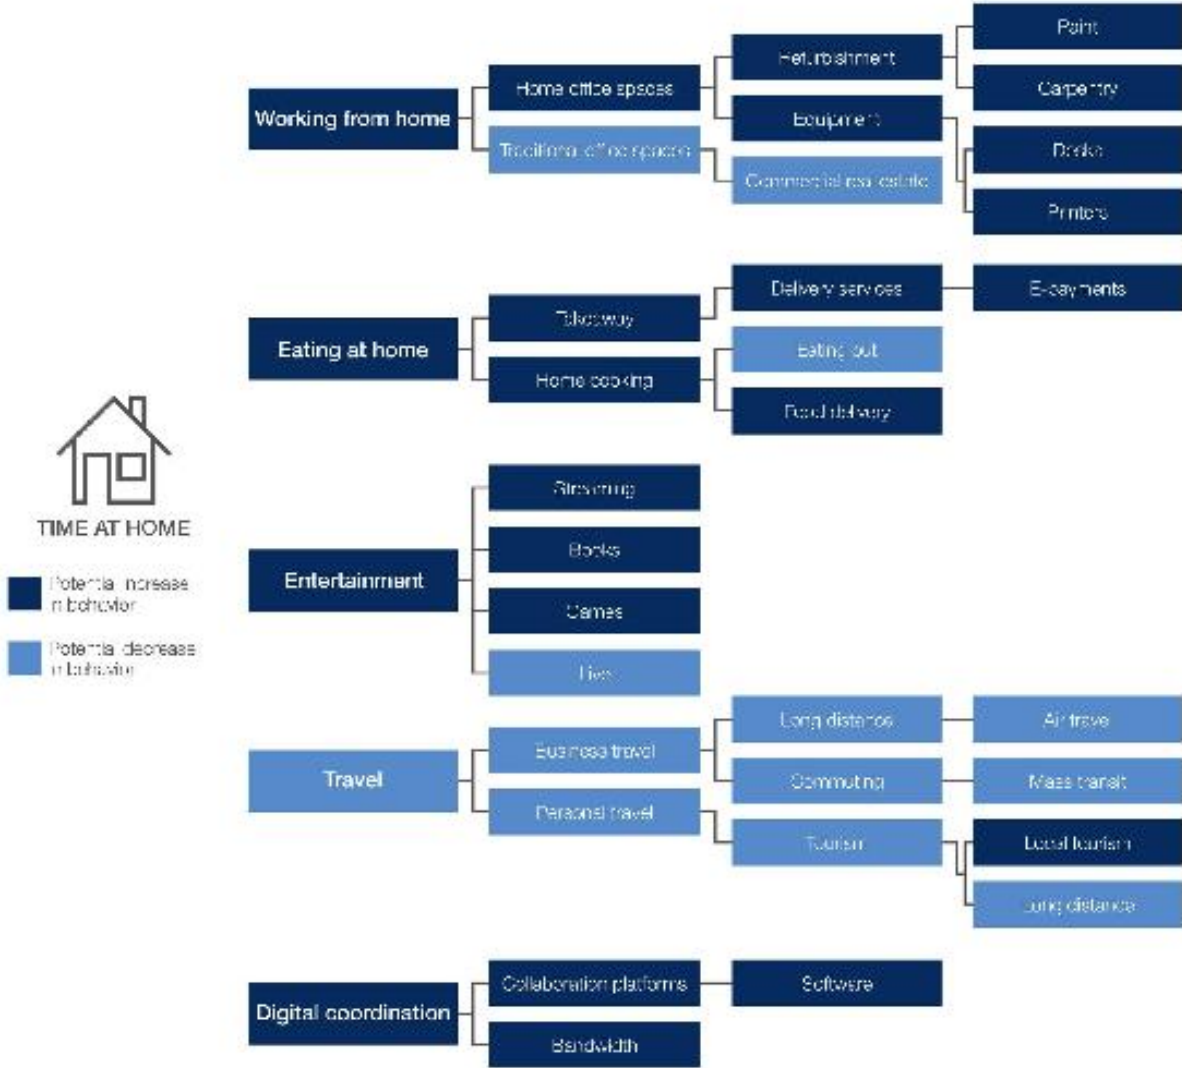 Paint
Refurbishment
Home office spaces
Carpentry
Working from home
Equipment
Traditional office spaces
Desks
Commercial real estate
Printers
Delivery services
E-payments
Takeaway
Eating at home
Eating out
Home cooking
Food delivery
Streaming
TIME AT HOME
Books
Entertainment
Potential increase
in behavior
Games
Potential decrease
in behavior
Live
Long distance
Air travel
Business travel
Travel
Commuting
Mass transit
Personal travel
Tourism
Local tourism
Long distance
Collaboration platforms
Software
Digital coordination
Bandwidth